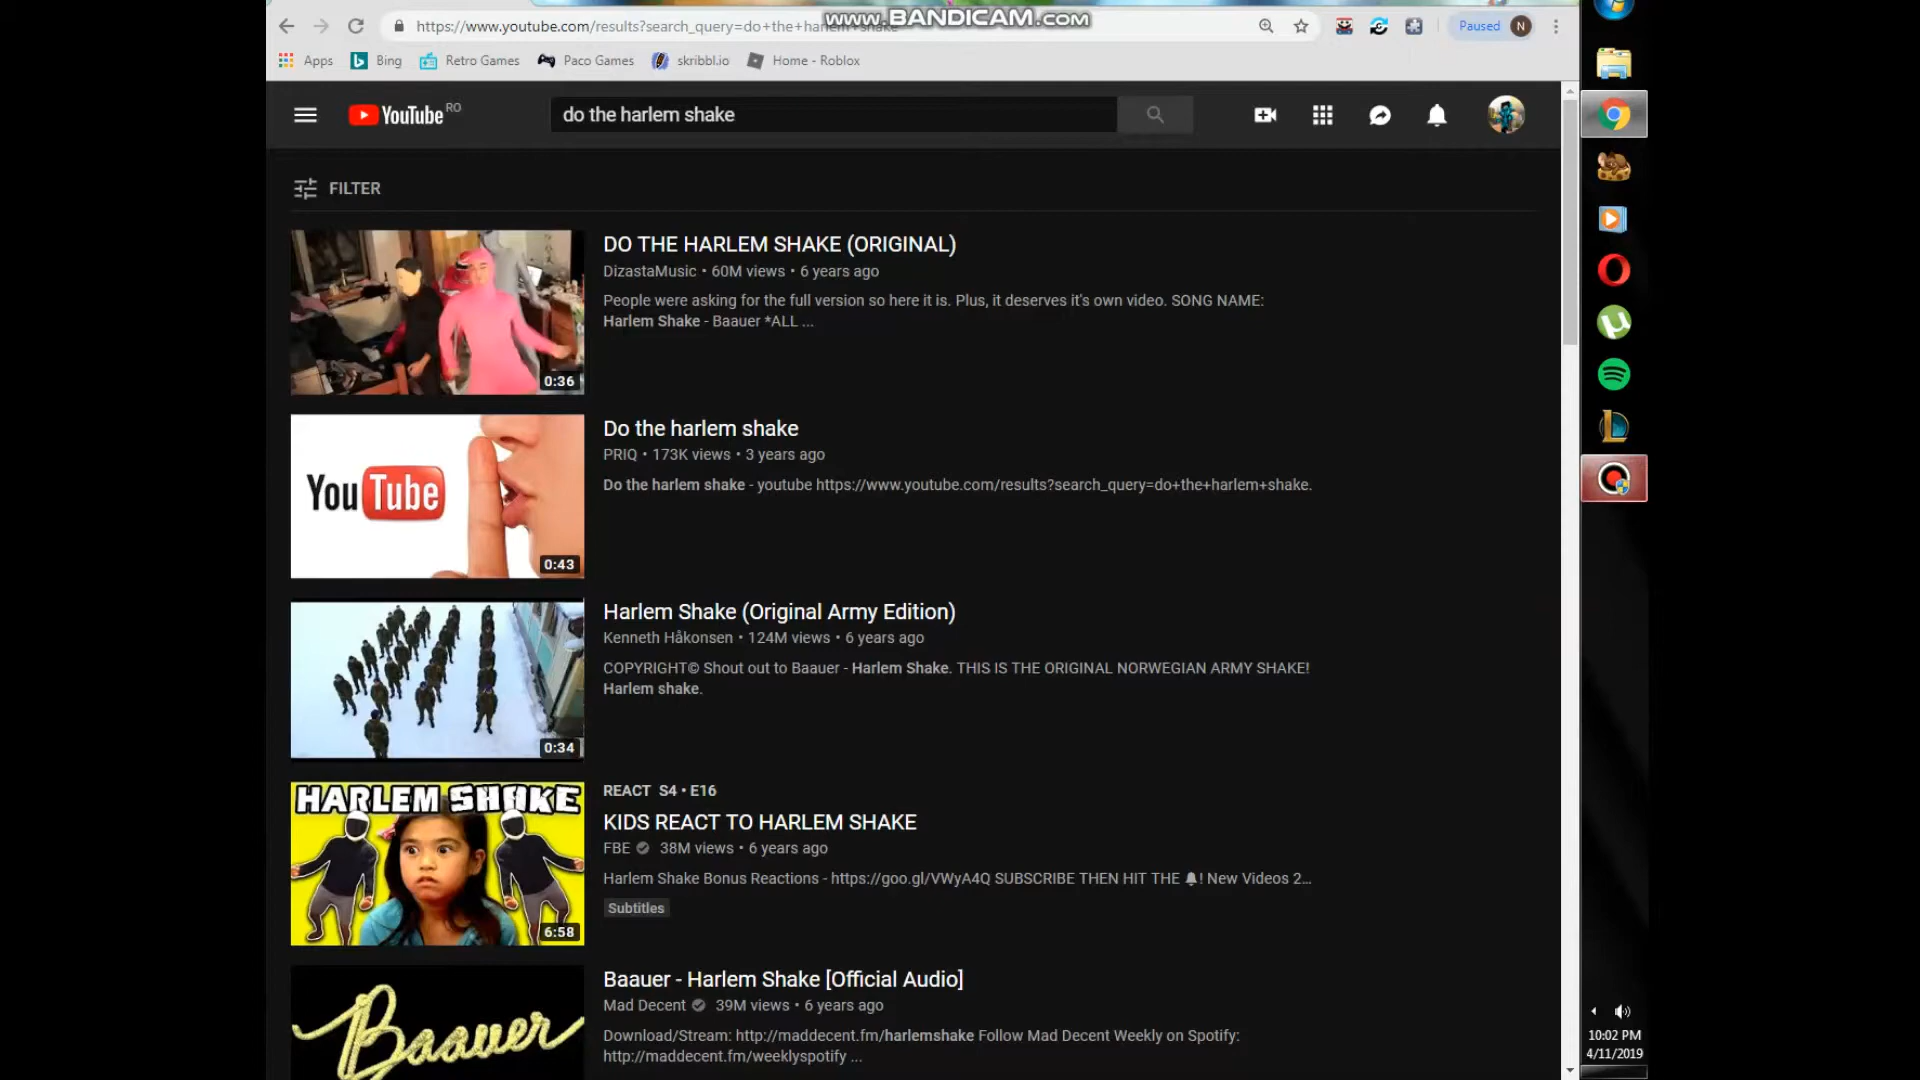 www.BANDICAM.com
https://www.youtube.com/results?search_query=do+the+harlem+shake
Paused N
Apps Bing Retro Games Paco Games skribbl.io Home - Roblox
YouTube RO
do the harlem shake
FILTER
DO THE HARLEM SHAKE (ORIGINAL)
DizastaMusic • 60M views • 6 years ago
People were asking for the full version so here it is. Plus, it deserves it's own video. SONG NAME:
Harlem Shake - Baauer *ALL ...
0:36
Do the harlem shake
PRIQ • 173K views • 3 years ago
Do the harlem shake - youtube https://www.youtube.com/results?search_query=do+the+harlem+shake.
You Tube
0:43
Harlem Shake (Original Army Edition)
Kenneth Håkonsen • 124M views • 6 years ago
COPYRIGHT© Shout out to Baauer - Harlem Shake. THIS IS THE ORIGINAL NORWEGIAN ARMY SHAKE!
Harlem shake.
0:34
HARLEM SHAKE
REACT S4 • E16
KIDS REACT TO HARLEM SHAKE
FBE 38M views • 6 years ago
Harlem Shake Bonus Reactions - https://goo.gl/VWyA4Q SUBSCRIBE THEN HIT THE 🔔! New Videos 2...
Subtitles
6:58
Baauer
Baauer - Harlem Shake [Official Audio]
Mad Decent 39M views • 6 years ago
Download/Stream: http://maddecent.fm/harlemshake Follow Mad Decent Weekly on Spotify:
http://maddecent.fm/weeklyspotify ...
10:02 PM
4/11/2019